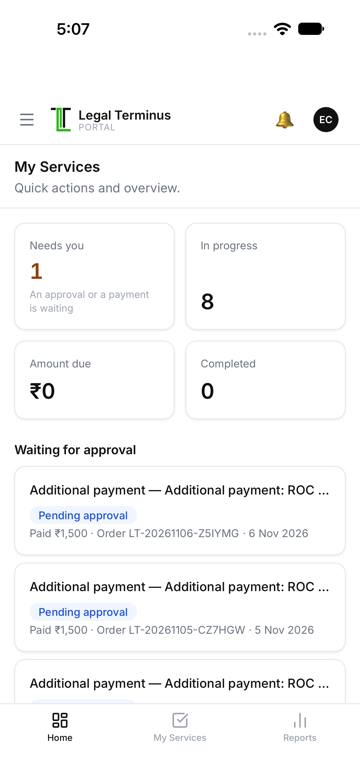 5:07
Legal Terminus
PORTAL
EC
My Services
Quick actions and overview.
Needs you
1
An approval or a payment
is waiting
In progress
8
Amount due
₹0
Completed
0
Waiting for approval
Additional payment — Additional payment: ROC ...
Pending approval
Paid ₹1,500 · Order LT-20261106-Z5IYMG · 6 Nov 2026
Additional payment — Additional payment: ROC ...
Pending approval
Paid ₹1,500 · Order LT-20261105-CZ7HGW · 5 Nov 2026
Additional payment — Additional payment: ROC ...
Home
My Services
Reports